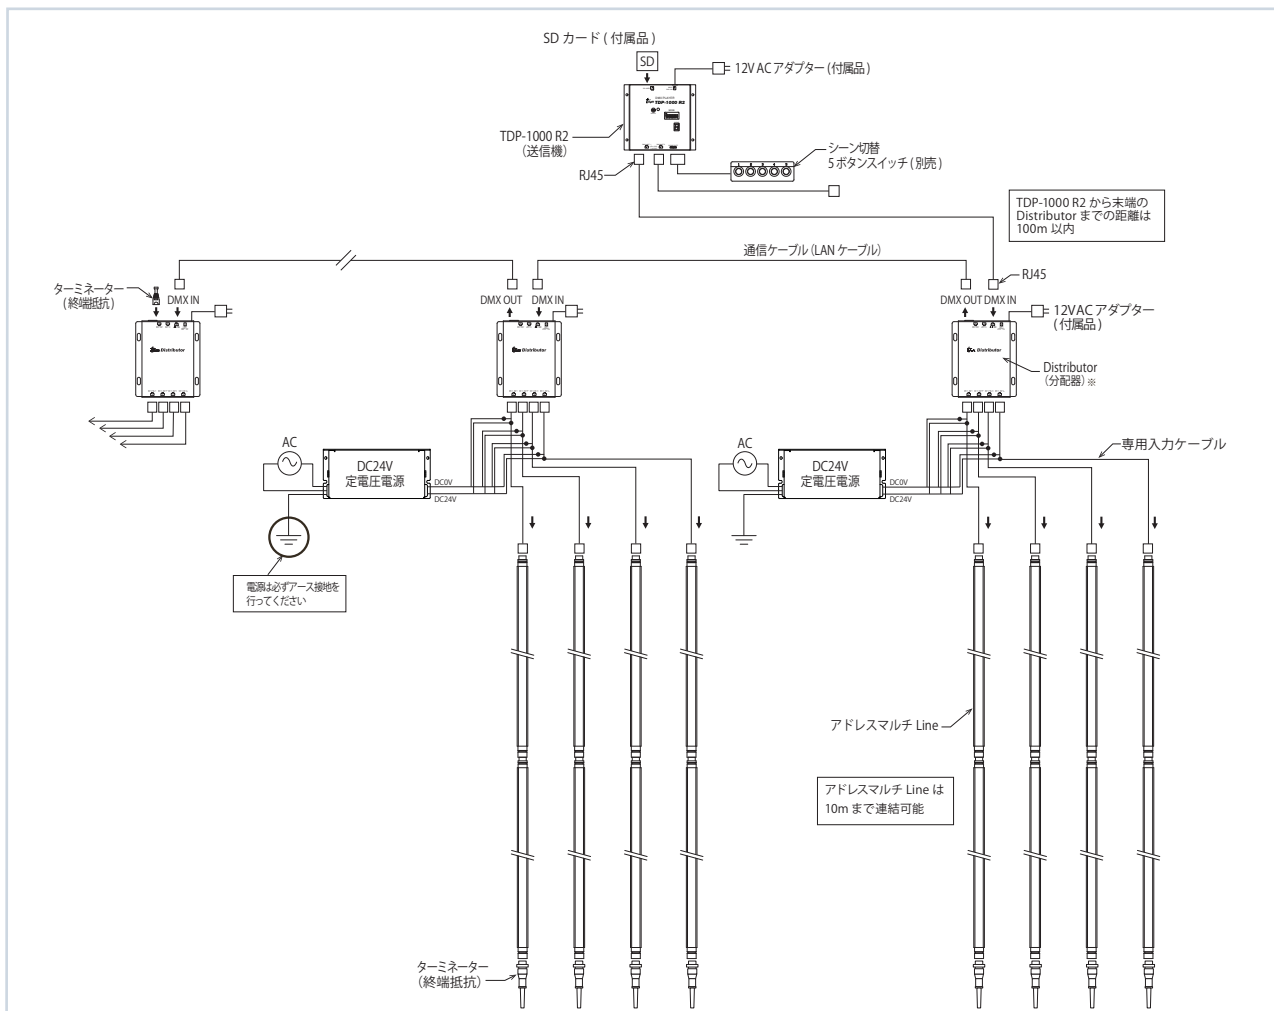 SD カード ( 付属品 )
SD
12V AC アダプター (付属品)
TDP-1000 R2
TDP-1000 R2
（送信機）
RJ45
1 2 3 4 5
シーン切替
5 ボタンスイッチ ( 別売 )
TDP-1000 R2 から末端の
Distributor までの距離は
100m 以内
通信ケーブル (LAN ケーブル)
RJ45
ターミネーター
( 終端抵抗 )
DMX IN
DMX OUT
DMX IN
DMX OUT
DMX IN
12VAC アダプター
( 付属品 )
Distributor
Distributor
Distributor
Distributor
（分配器）※
AC
DC24V
定電圧電源
DC0V
DC24V
AC
DC24V
定電圧電源
DC0V
DC24V
専用入力ケーブル
電源は必ずアース接地を
行ってください
アドレスマルチ Line
アドレスマルチ Line は
10m まで連結可能
ターミネーター
（終端抵抗）